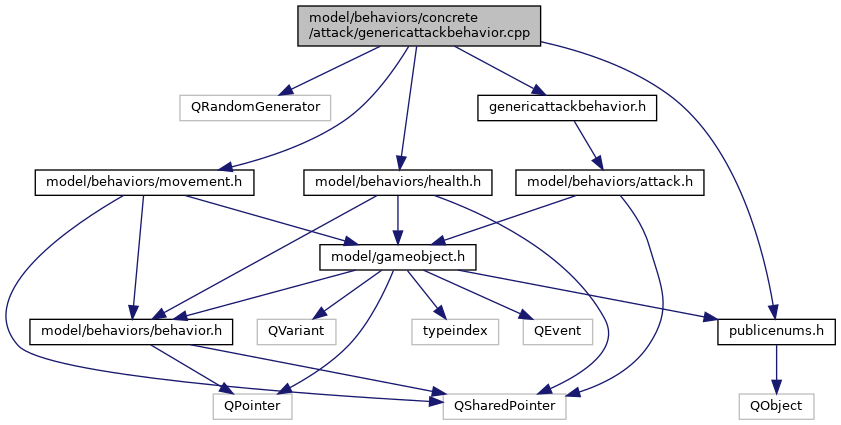 model/behaviors/concrete
/attack/genericattackbehavior.cpp
QRandomGenerator
genericattackbehavior.h
model/behaviors/movement.h
model/behaviors/health.h
model/behaviors/attack.h
model/gameobject.h
model/behaviors/behavior.h
QVariant
typeindex
QEvent
publicenums.h
QPointer
QSharedPointer
QObject